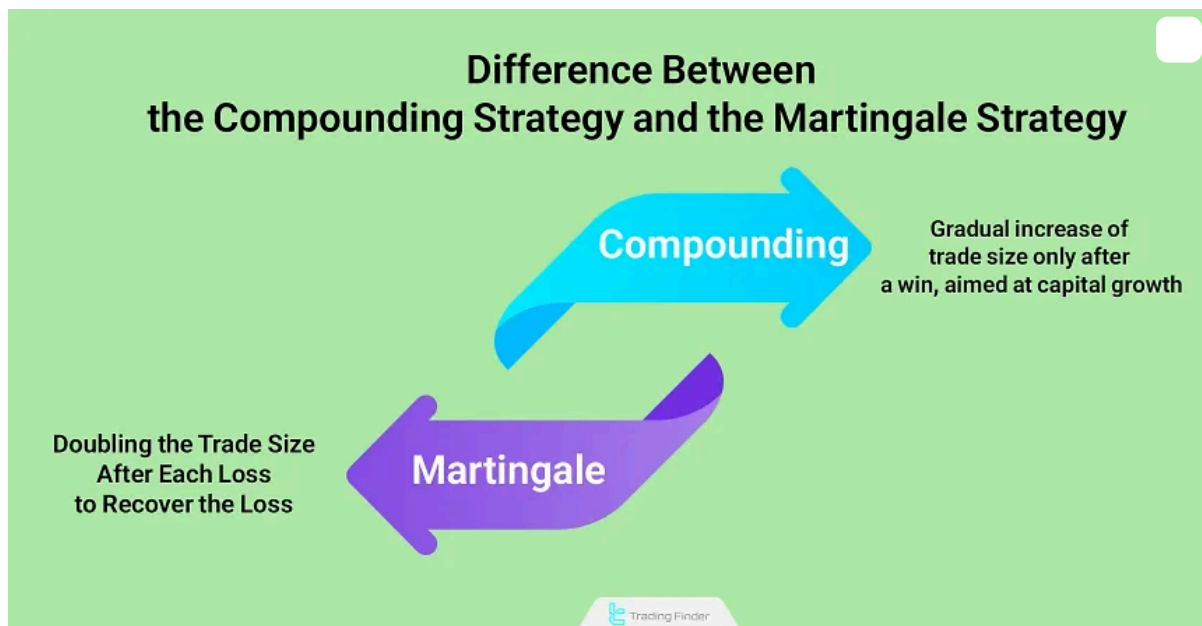 Difference Between
the Compounding Strategy and the Martingale Strategy
Compounding
Gradual increase of
trade size only after
a win, aimed at capital growth
Martingale
Doubling the Trade Size
After Each Loss
to Recover the Loss
Trading Finder